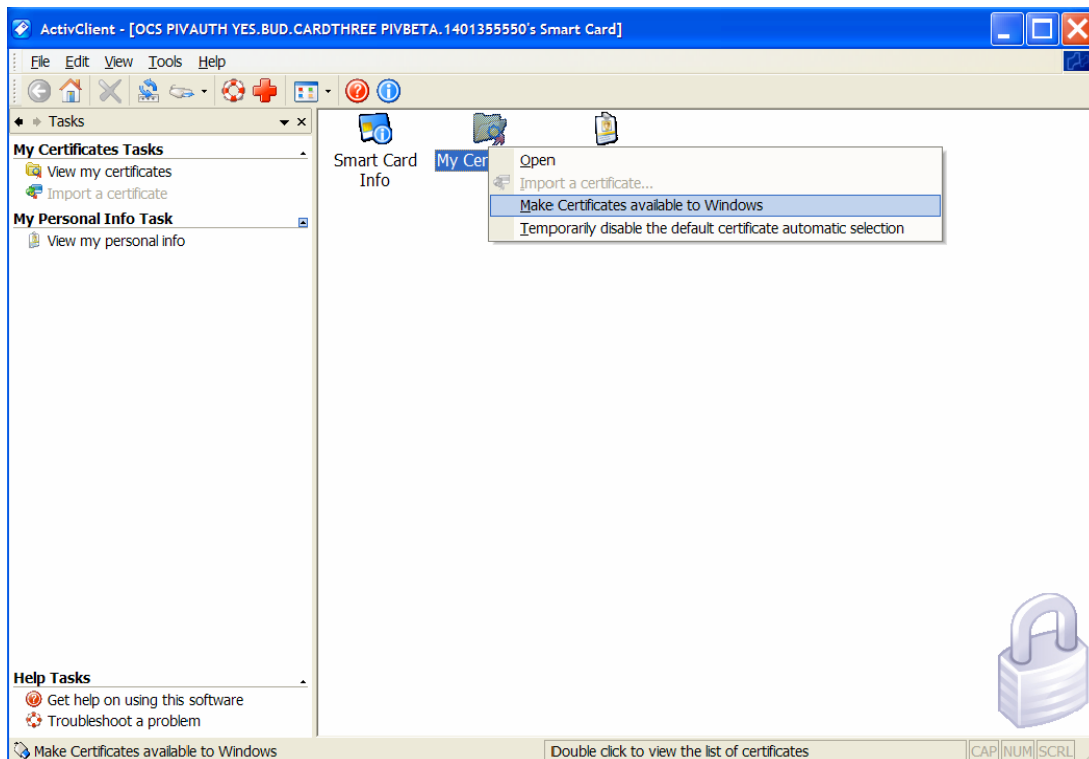 ActivClient - [OCS PIVAUTH YES.BUD.CARDTHREE PIVBETA.1401355550's Smart Card]
File Edit View Tools Help
Tasks
My Certificates Tasks
View my certificates
Import a certificate
My Personal Info Task
View my personal info
Smart Card
Info
My Cer
Open
Import a certificate...
Make Certificates available to Windows
Temporarily disable the default certificate automatic selection
Help Tasks
Get help on using this software
Troubleshoot a problem
Make Certificates available to Windows
Double click to view the list of certificates
CAP NUM SCRL